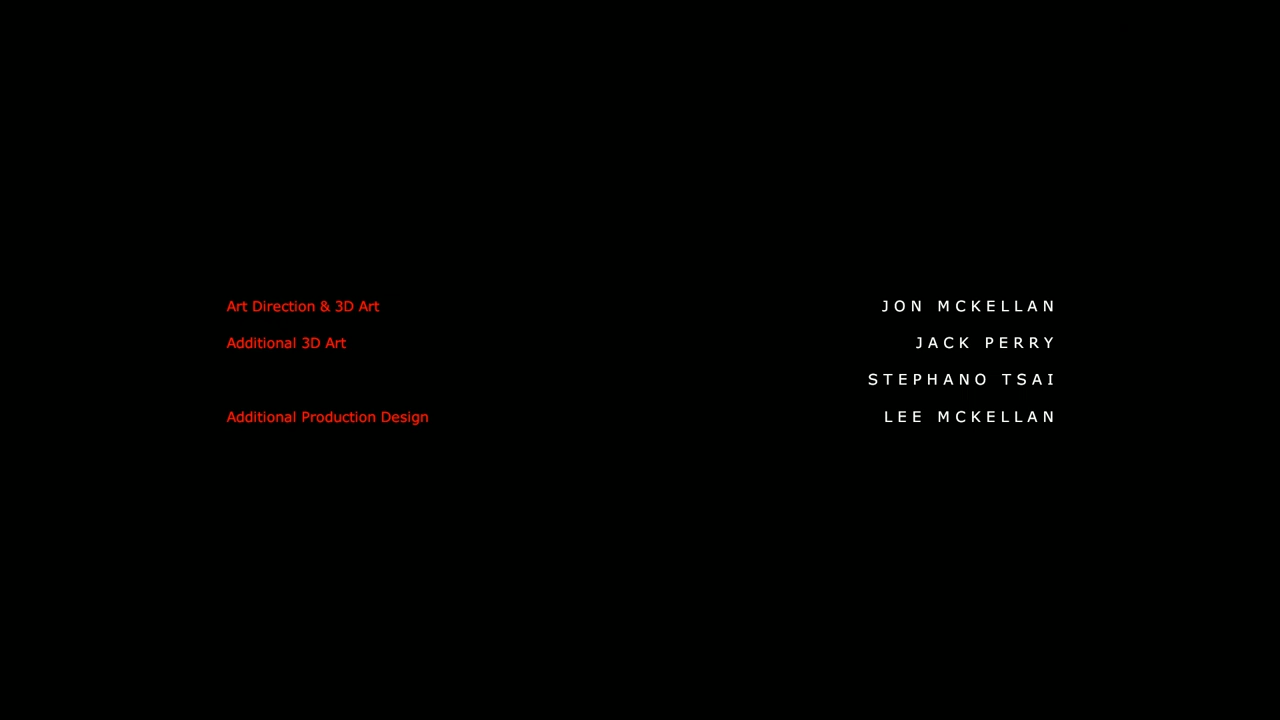 Art Direction & 3D Art JON MCKELLAN
Additional 3D Art JACK PERRY
STEPHANO TSAI
Additional Production Design LEE MCKELLAN